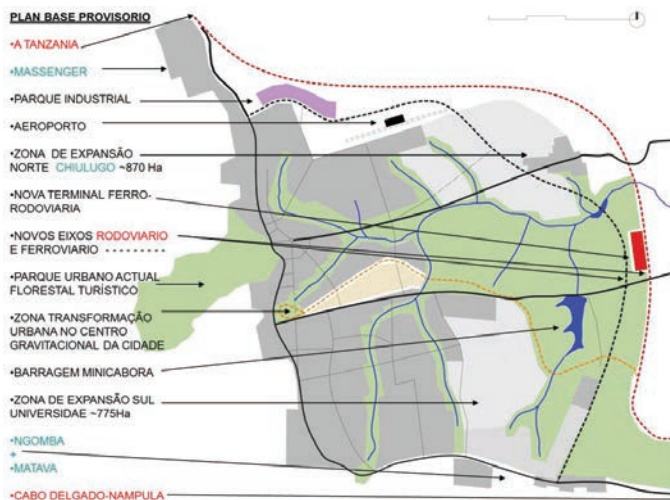 PLAN BASE PROVISORIO
•A TANZANIA
•MASSENGER
•PARQUE INDUSTRIAL
•AEROPORTO
•ZONA DE EXPANSÃO
NORTE CHIULUGO ~870 Ha
•NOVA TERMINAL FERRO-
RODOVIARIA
•NOVOS EIXOS RODOVIARIO
E FERROVIARIO
•PARQUE URBANO ACTUAL
FLORESTAL TURÍSTICO
•ZONA TRANSFORMAÇÃO
URBANA NO CENTRO
GRAVITACIONAL DA CIDADE
•BARRAGEM MINICABORA
•ZONA DE EXPANSÃO SUL
UNIVERSIDAE ~775Ha
•NGOMBA
+
•MATAVA
•CABO DELGADO-NAMPULA